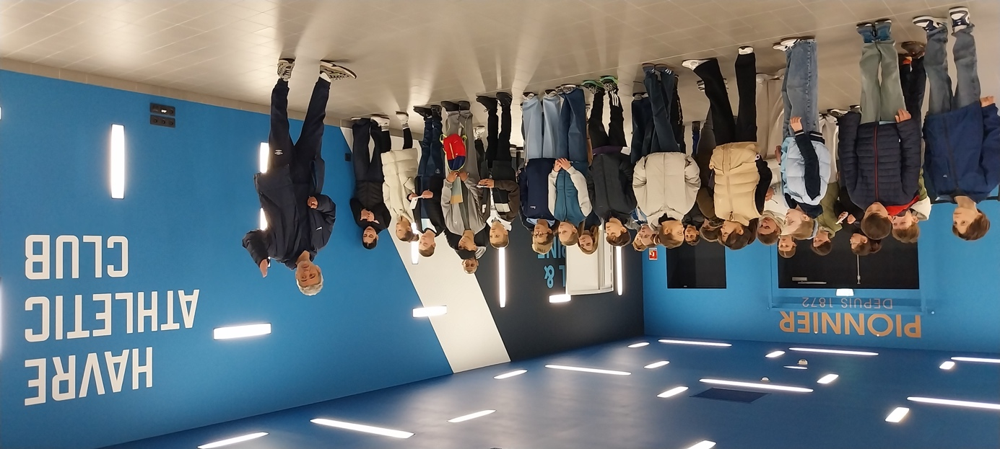 HAVRE
ATHLETIC
CLUB
PIONNIER
DEPUIS 1872